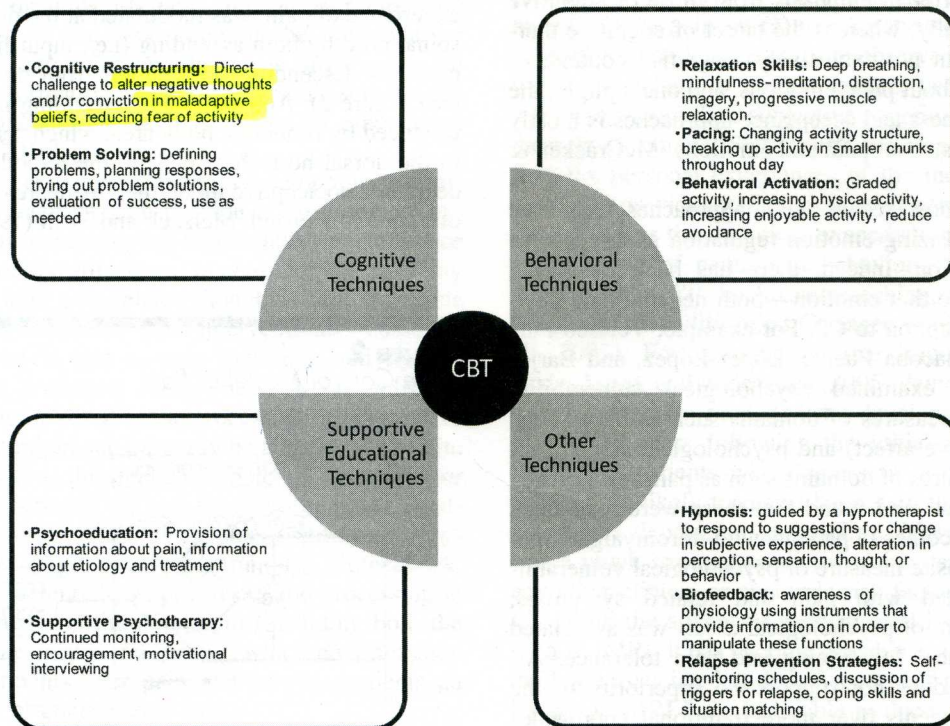 •Cognitive Restructuring: Direct
challenge to alter negative thoughts
and/or conviction in maladaptive
beliefs, reducing fear of activity
•Problem Solving: Defining
problems, planning responses,
trying out problem solutions,
evaluation of success, use as
needed
•Relaxation Skills: Deep breathing,
mindfulness-meditation, distraction,
imagery, progressive muscle
relaxation.
•Pacing: Changing activity structure,
breaking up activity in smaller chunks
throughout day
•Behavioral Activation: Graded
activity, increasing physical activity,
increasing enjoyable activity, reduce
avoidance
Cognitive
Techniques
Behavioral
Techniques
CBT
Supportive
Educational
Techniques
Other
Techniques
•Psychoeducation: Provision of
information about pain, information
about etiology and treatment
•Supportive Psychotherapy:
Continued monitoring,
encouragement, motivational
interviewing
•Hypnosis: guided by a hypnotherapist
to respond to suggestions for change
in subjective experience, alteration in
perception, sensation, thought, or
behavior
•Biofeedback: awareness of
physiology using instruments that
provide information on in order to
manipulate these functions
•Relapse Prevention Strategies: Self-
monitoring schedules, discussion of
triggers for relapse, coping skills and
situation matching